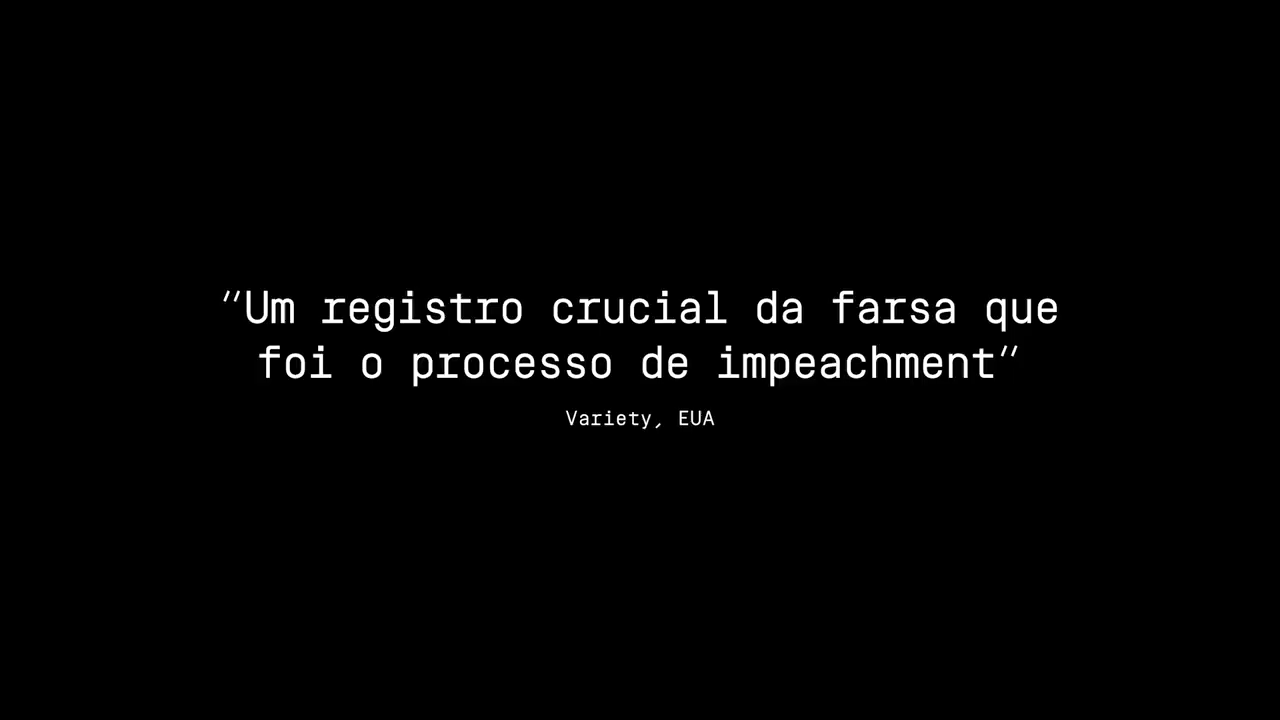 "Um registro crucial da farsa que
foi o processo de impeachment"
Variety, EUA